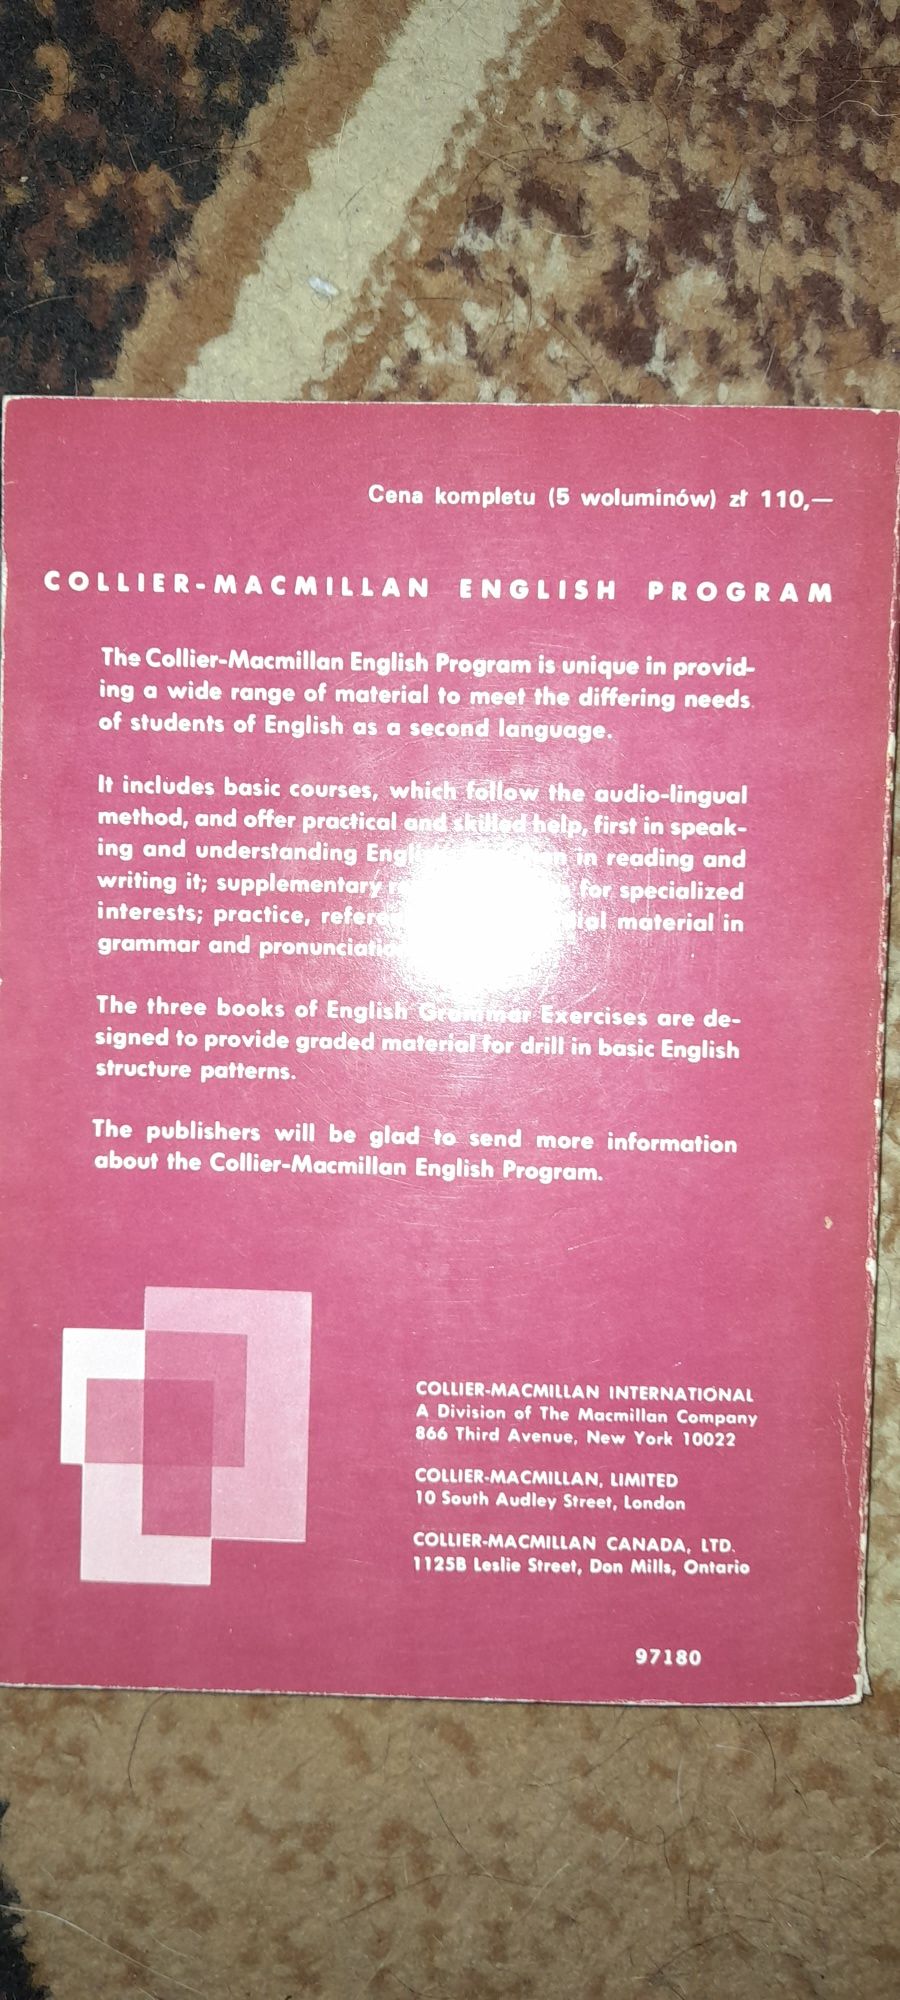 Cena kompletu (5 woluminów) zł 110,—
COLLIER-MACMILLAN ENGLISH PROGRAM
The Collier-Macmillan English Program is unique in provid-
ing a wide range of material to meet the differing needs
of students of English as a second language.
It includes basic courses, which follow the audio-lingual
method, and offer practical and skilled help, first in speak-
ing and understanding in reading and
writing it; supplementary for specialized
interests; practice, material in
grammar and
The three books of English Grammar Exercises are de-
signed to provide graded material for drill in basic English
structure patterns.
The publishers will be glad to send more information
about the Collier-Macmillan English Program.
COLLIER-MACMILLAN INTERNATIONAL
A Division of The Macmillan Company
866 Third Avenue, New York 10022
COLLIER-MACMILLAN, LIMITED
10 South Audley Street, London
COLLIER-MACMILLAN CANADA, LTD.
1125B Leslie Street, Don Mills, Ontario
97180